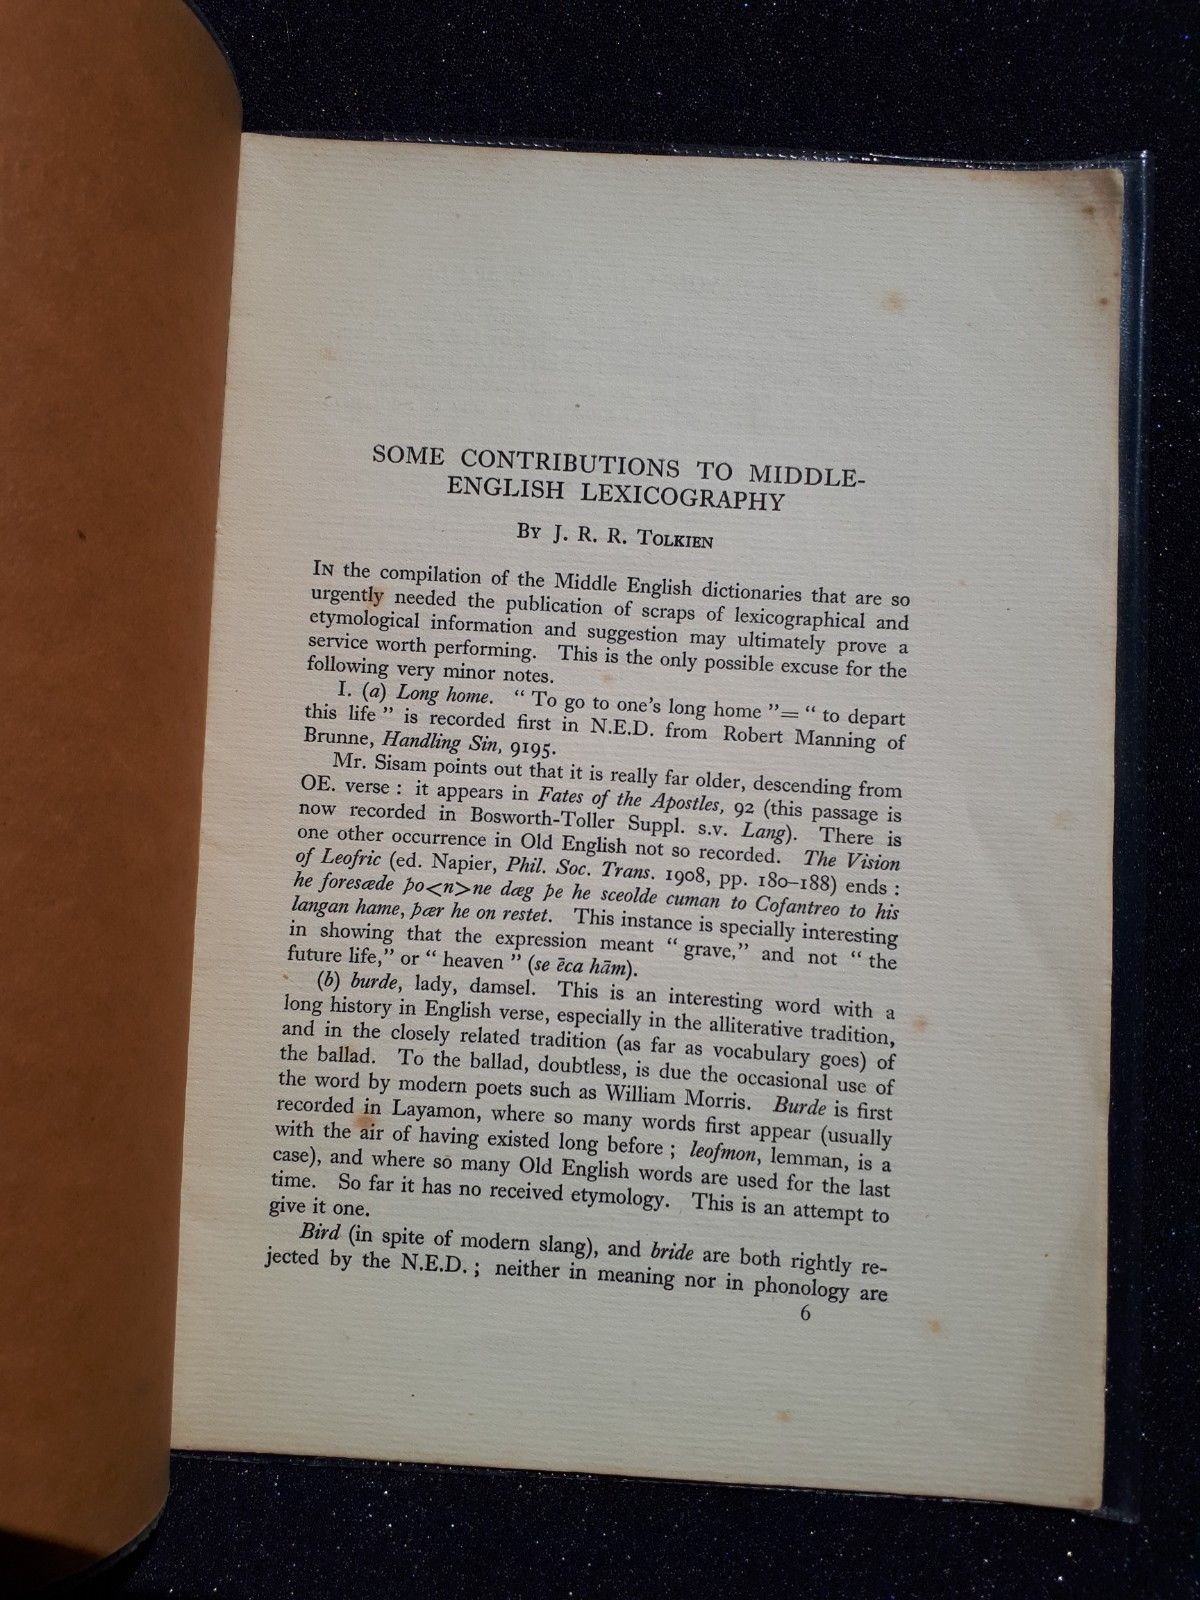 SOME CONTRIBUTIONS TO MIDDLE-
ENGLISH LEXICOGRAPHY
By J. R. R. Tolkien
In the compilation of the Middle English dictionaries that are so
urgently needed the publication of scraps of lexicographical and
etymological information and suggestion may ultimately prove a
service worth performing. This is the only possible excuse for the
following very minor notes.
I. (a) Long home. “ To go to one’s long home ”= “ to depart
this life ” is recorded first in N.E.D. from Robert Manning of
Brunne, Handling Sin, 9195.
Mr. Sisam points out that it is really far older, descending from
OE. verse : it appears in Fates of the Apostles, 92 (this passage is
now recorded in Bosworth-Toller Suppl. s.v. Lang). There is
one other occurrence in Old English not so recorded. The Vision
of Leofric (ed. Napier, Phil. Soc. Trans. 1908, pp. 180–188) ends :
he foresæde þo<n>ne dæg þe he sceolde cuman to Cofantreo to his
langan hame, þær he on restet. This instance is specially interesting
in showing that the expression meant “ grave,” and not “ the
future life,” or “ heaven ” (se ēca hām).
(b) burde, lady, damsel. This is an interesting word with a
long history in English verse, especially in the alliterative tradition,
and in the closely related tradition (as far as vocabulary goes) of
the ballad. To the ballad, doubtless, is due the occasional use of
the word by modern poets such as William Morris. Burde is first
recorded in Layamon, where so many words first appear (usually
with the air of having existed long before ; leofmon, lemman, is a
case), and where so many Old English words are used for the last
time. So far it has no received etymology. This is an attempt to
give it one.
Bird (in spite of modern slang), and bride are both rightly re-
jected by the N.E.D. ; neither in meaning nor in phonology are
6